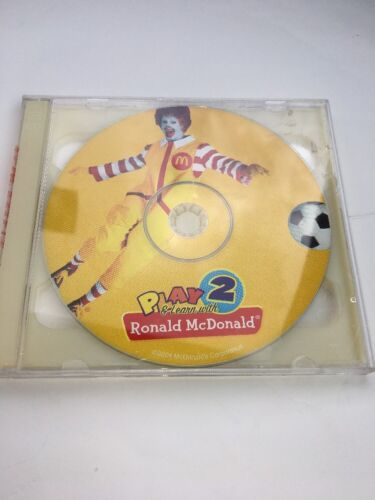 M
PLAY 2
& Learn with
Ronald McDonald®
©2004 McDonald's Corporation